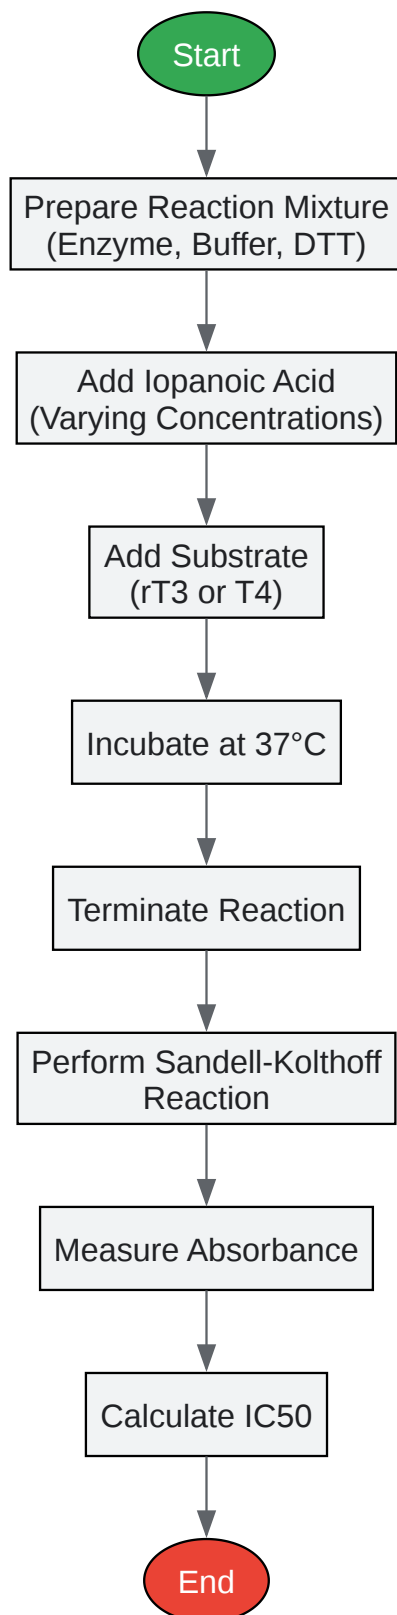 Start
Prepare Reaction Mixture
(Enzyme, Buffer, DTT)
Add Iopanoic Acid
(Varying Concentrations)
Add Substrate
(rT3 or T4)
Incubate at 37°C
Terminate Reaction
Perform Sandell-Kolthoff
Reaction
Measure Absorbance
Calculate IC50
End